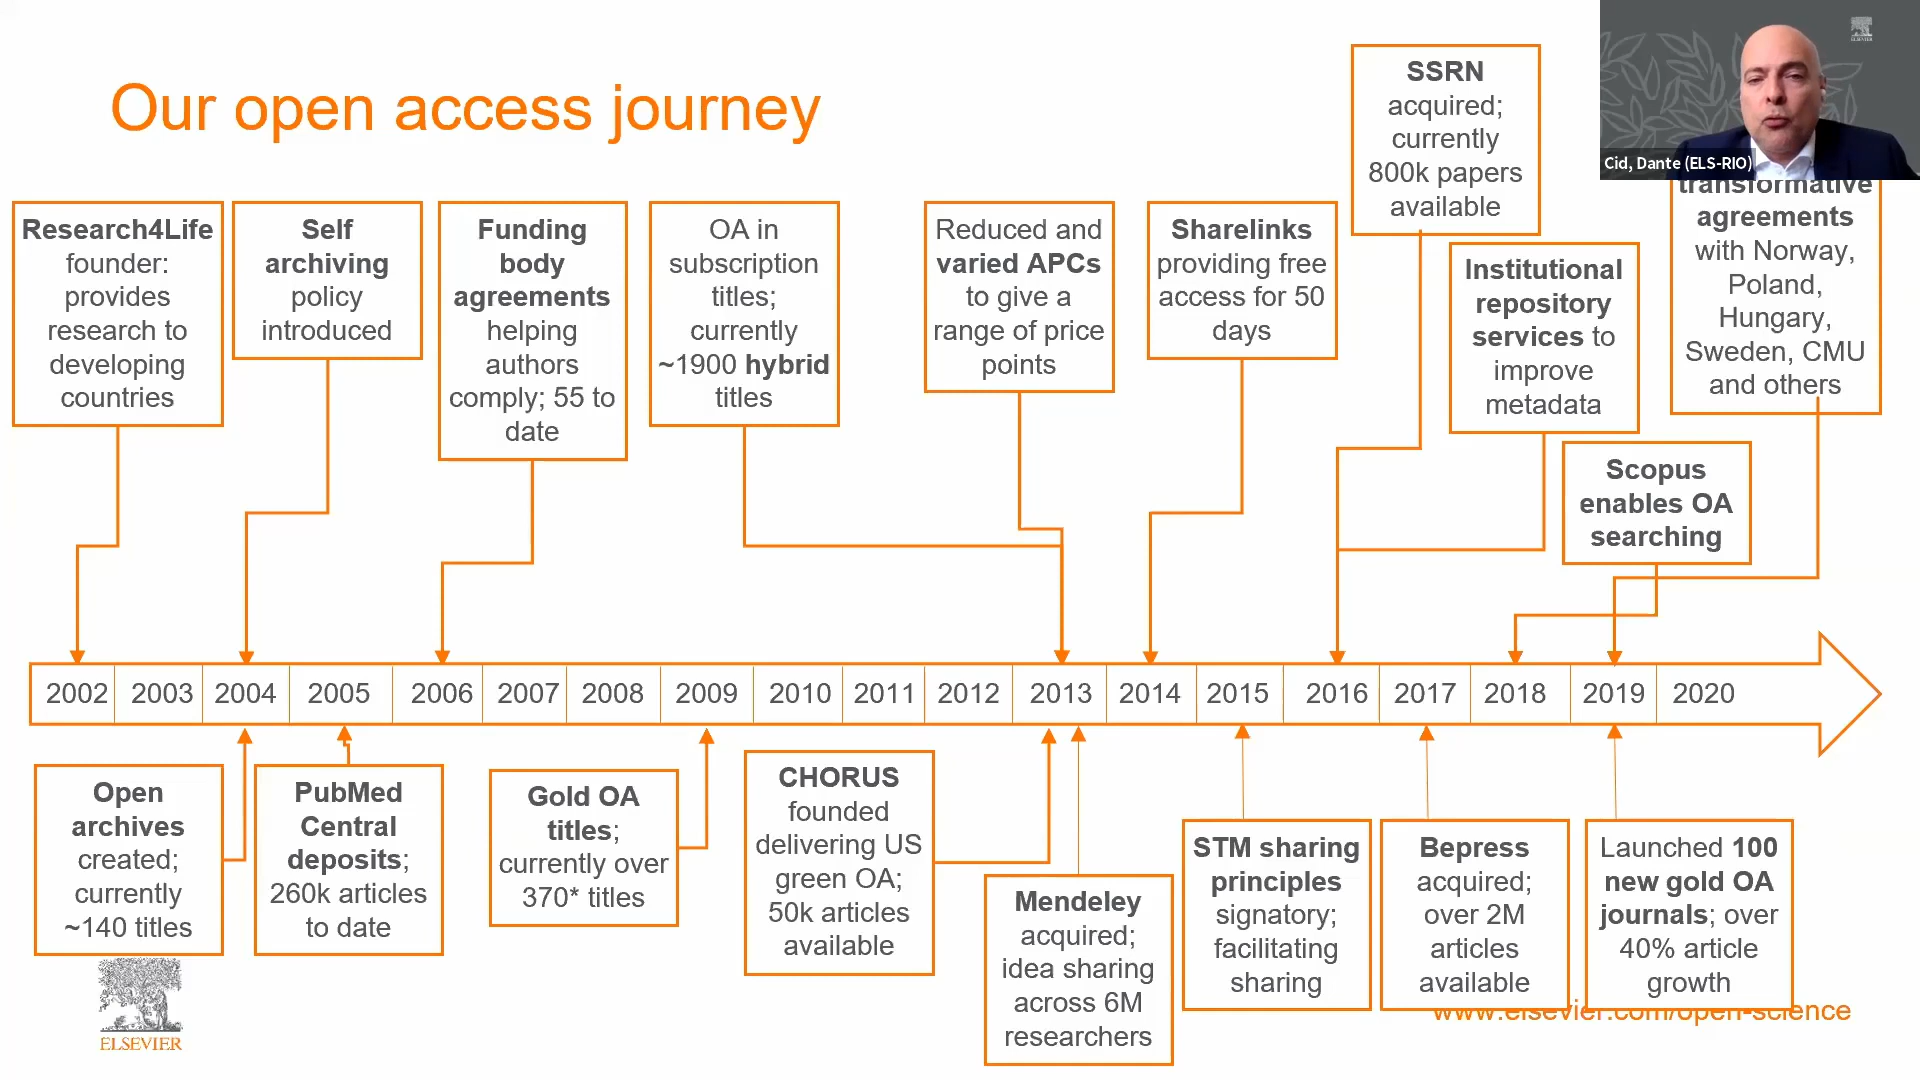 Our open access journey
ELSEVIER
Cid, Dante (ELS-RIO)
Research4Life
founder:
provides
research to
developing
countries
Self
archiving
policy
introduced
Funding
body
agreements
helping
authors
comply; 55 to
date
OA in
subscription
titles;
currently
~1900 hybrid
titles
Reduced and
varied APCs
to give a
range of price
points
Sharelinks
providing free
access for 50
days
SSRN
acquired;
currently
800k papers
available
Institutional
repository
services to
improve
metadata
Scopus
enables OA
searching
transformative
agreements
with Norway,
Poland,
Hungary,
Sweden, CMU
and others
2002 2003 2004 2005 2006 2007 2008 2009 2010 2011 2012 2013 2014 2015 2016 2017 2018 2019 2020
Open
archives
created;
currently
~140 titles
PubMed
Central
deposits;
260k articles
to date
Gold OA
titles;
currently over
370* titles
CHORUS
founded
delivering US
green OA;
50k articles
available
Mendeley
acquired;
idea sharing
across 6M
researchers
STM sharing
principles
signatory;
facilitating
sharing
Bepress
acquired;
over 2M
articles
available
Launched 100
new gold OA
journals; over
40% article
growth
ELSEVIER
www.elsevier.com/open-science